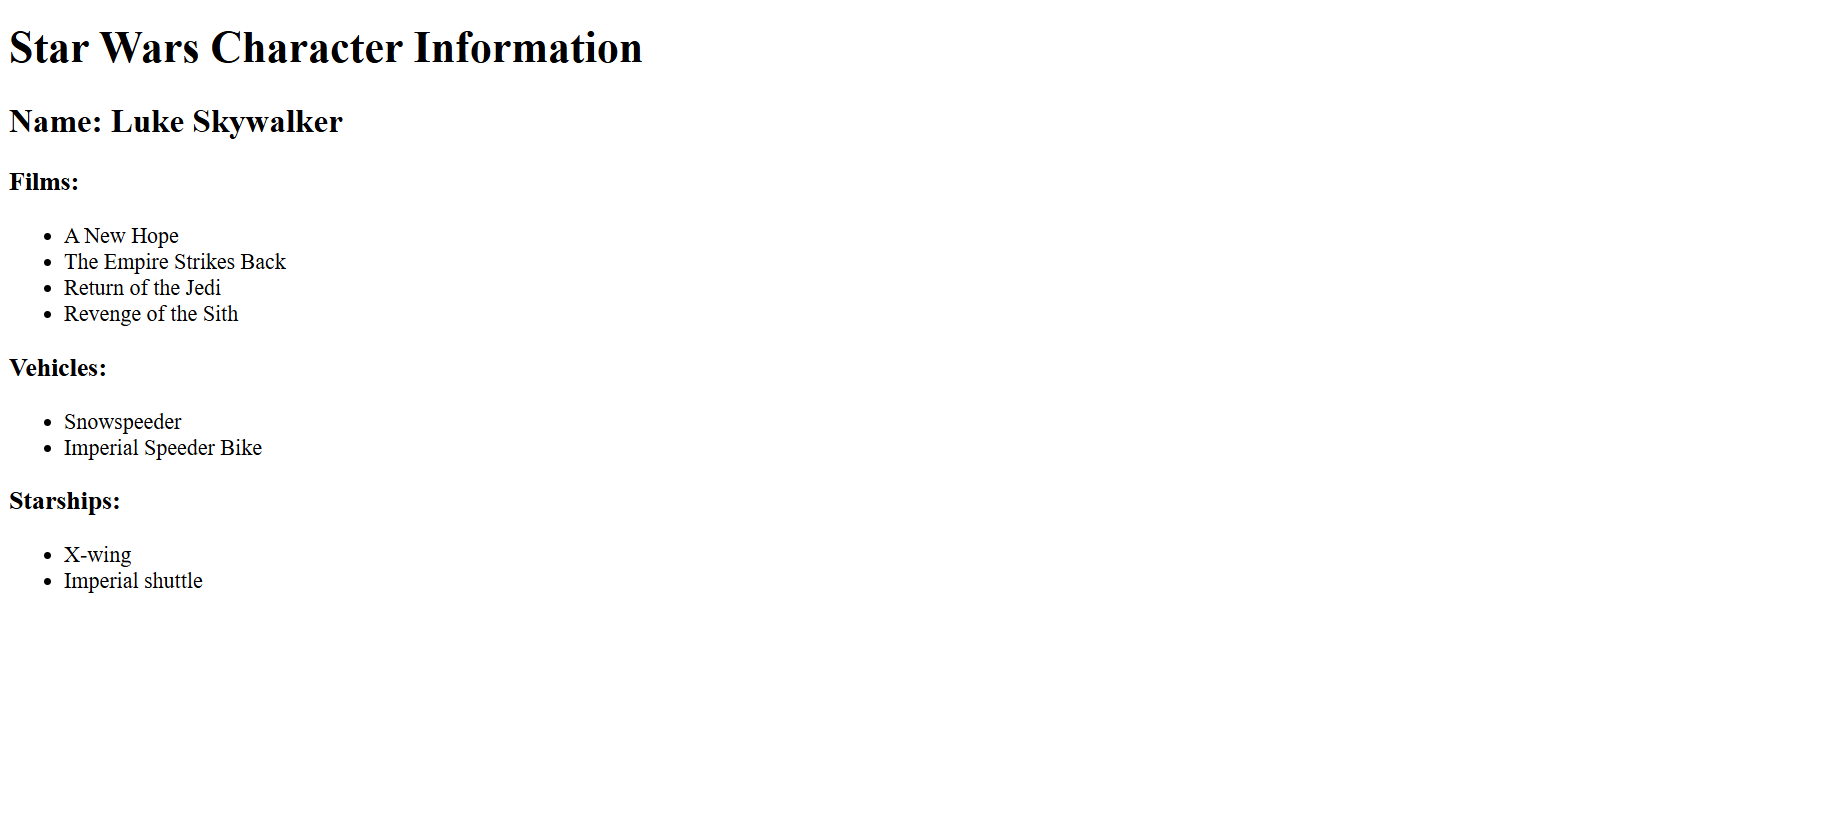 Star Wars Character Information
Name: Luke Skywalker
Films:
A New Hope
The Empire Strikes Back
Return of the Jedi
Revenge of the Sith
Vehicles:
Snowspeeder
Imperial Speeder Bike
Starships:
X-wing
Imperial shuttle